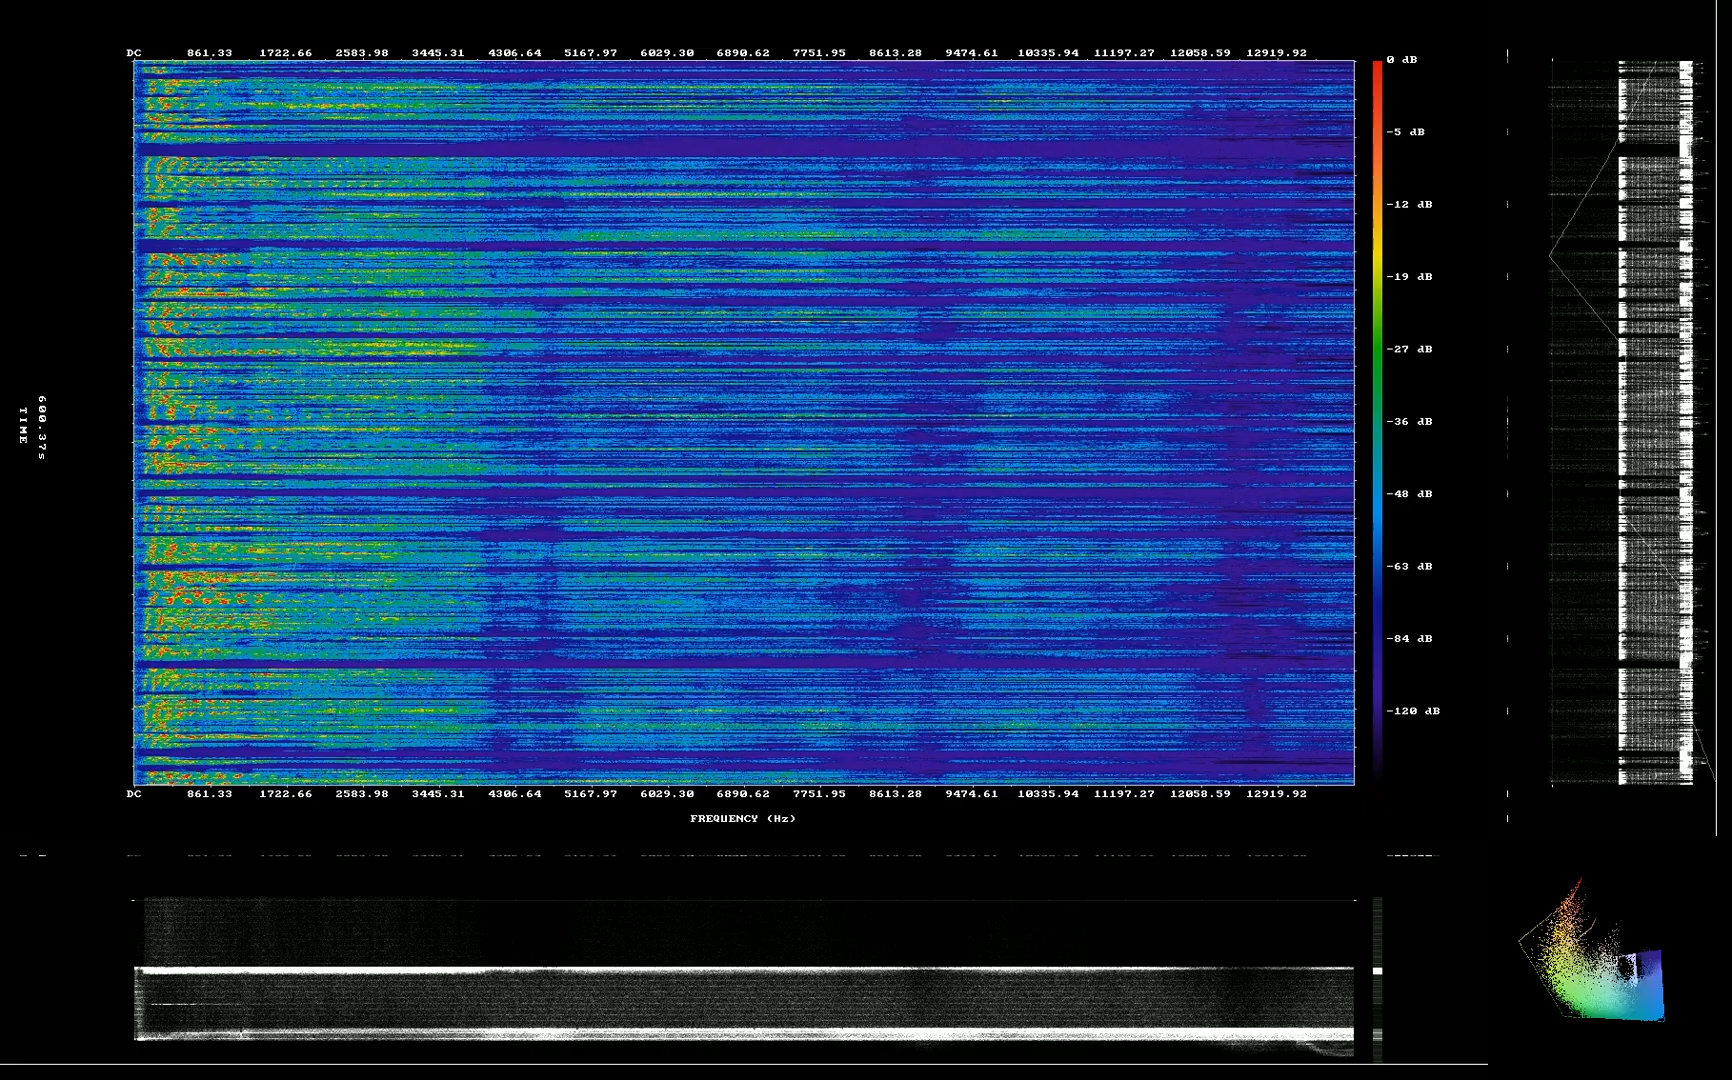 DC 861.33 1722.66 2583.98 3445.31 4306.64 5167.97 6029.30 6890.62 7751.95 8613.28 9474.61 10335.94 11197.27 12058.59 12919.92
0 dB
-5 dB
-12 dB
-19 dB
-27 dB
-36 dB
-48 dB
-63 dB
-84 dB
-120 dB
600.37s
TIME
DC 861.33 1722.66 2583.98 3445.31 4306.64 5167.97 6029.30 6890.62 7751.95 8613.28 9474.61 10335.94 11197.27 12058.59 12919.92
FREQUENCY (Hz)